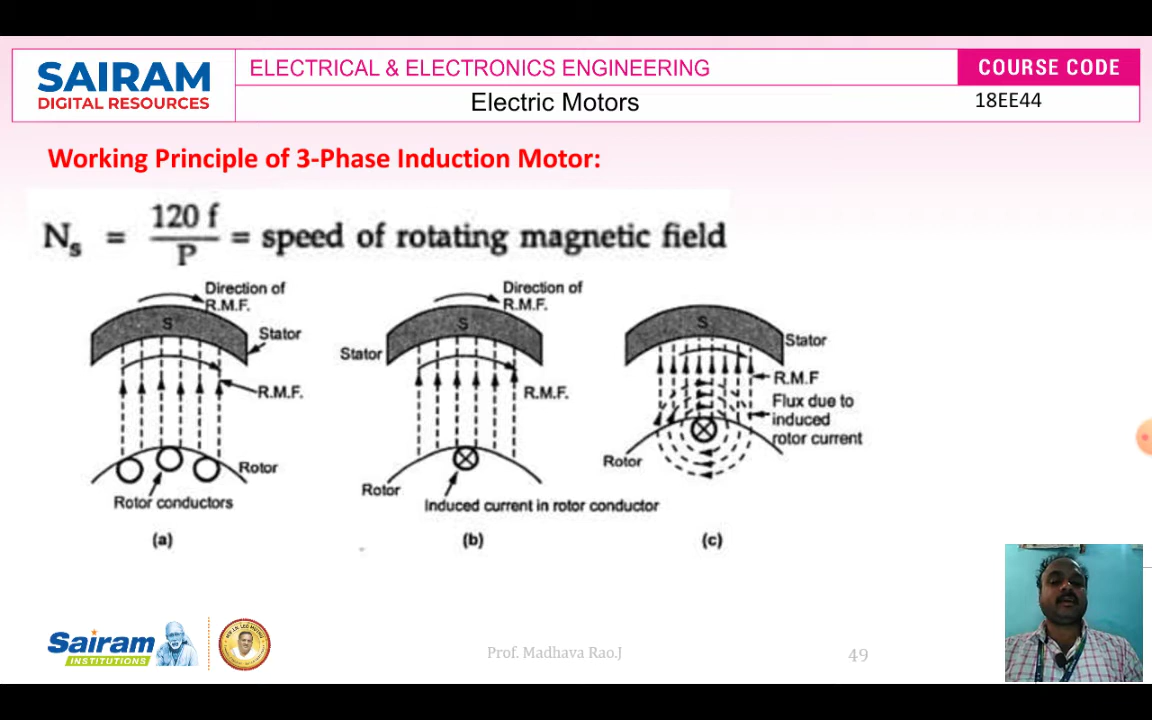 SAIRAM
DIGITAL RESOURCES
ELECTRICAL & ELECTRONICS ENGINEERING
COURSE CODE
Electric Motors
18EE44
Working Principle of 3-Phase Induction Motor:
Ns = 120 f / P = speed of rotating magnetic field
Direction of
R.M.F.
S
Stator
R.M.F.
Rotor
Rotor conductors
(a)
Direction of
R.M.F.
S
Stator
R.M.F.
Rotor
Induced current in rotor conductor
(b)
S
Stator
R.M.F
Flux due to
induced
rotor current
Rotor
(c)
Sairam
INSTITUTIONS
Prof. Madhava Rao.J
49